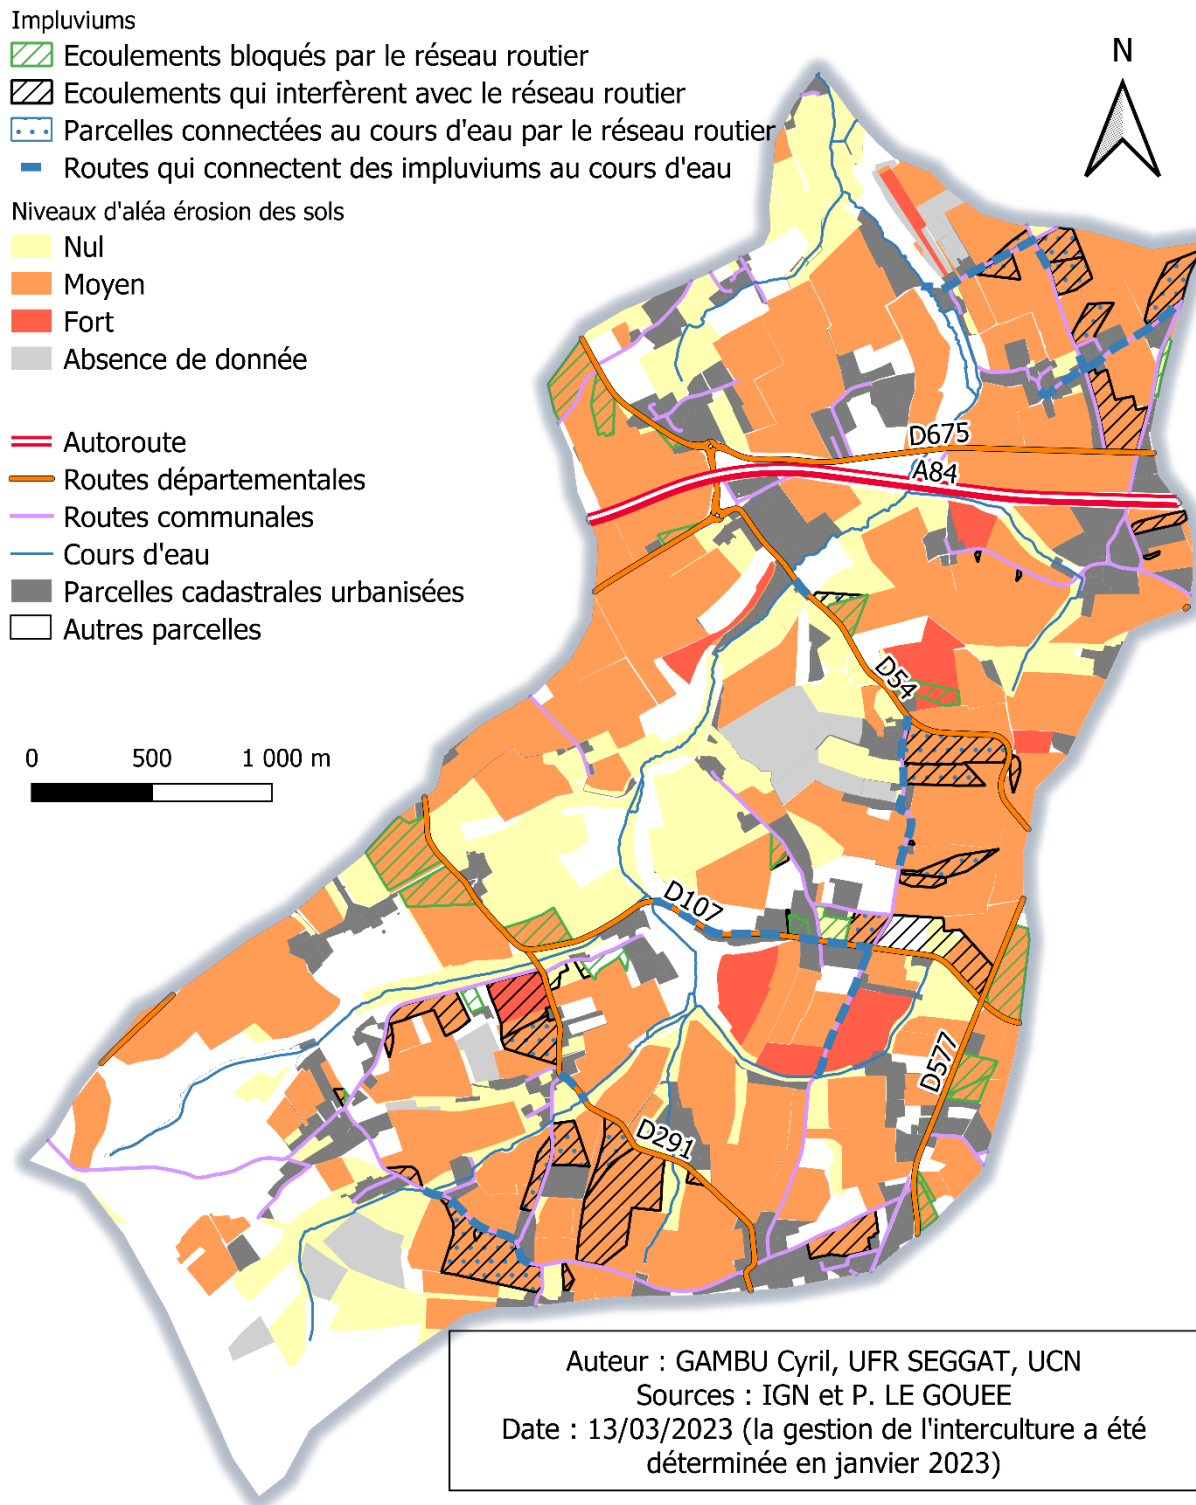 Impluviums
Ecoulements bloqués par le réseau routier
Ecoulements qui interfèrent avec le réseau routier
Parcelles connectées au cours d'eau par le réseau routier
Routes qui connectent des impluviums au cours d'eau
Niveaux d'aléa érosion des sols
Nul
Moyen
Fort
Absence de donnée
Autoroute
Routes départementales
Routes communales
Cours d'eau
Parcelles cadastrales urbanisées
Autres parcelles
0 500 1 000 m
N
D675
A84
D54
D107
D577
D291
Auteur : GAMBU Cyril, UFR SEGGAT, UCN
Sources : IGN et P. LE GOUEE
Date : 13/03/2023 (la gestion de l'interculture a été
déterminée en janvier 2023)